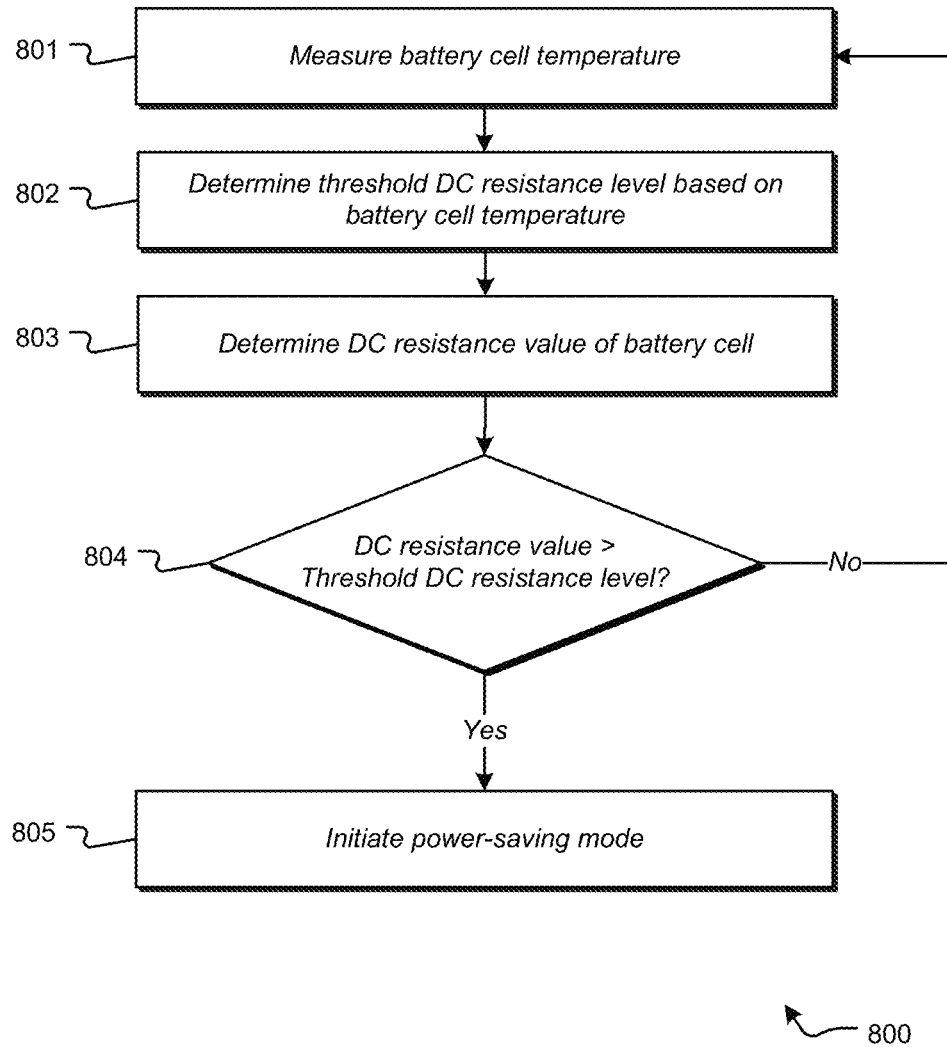 801
Measure battery cell temperature
802
Determine threshold DC resistance level based on
battery cell temperature
803
Determine DC resistance value of battery cell
804
DC resistance value >
Threshold DC resistance level?
No
Yes
805
Initiate power-saving mode
800